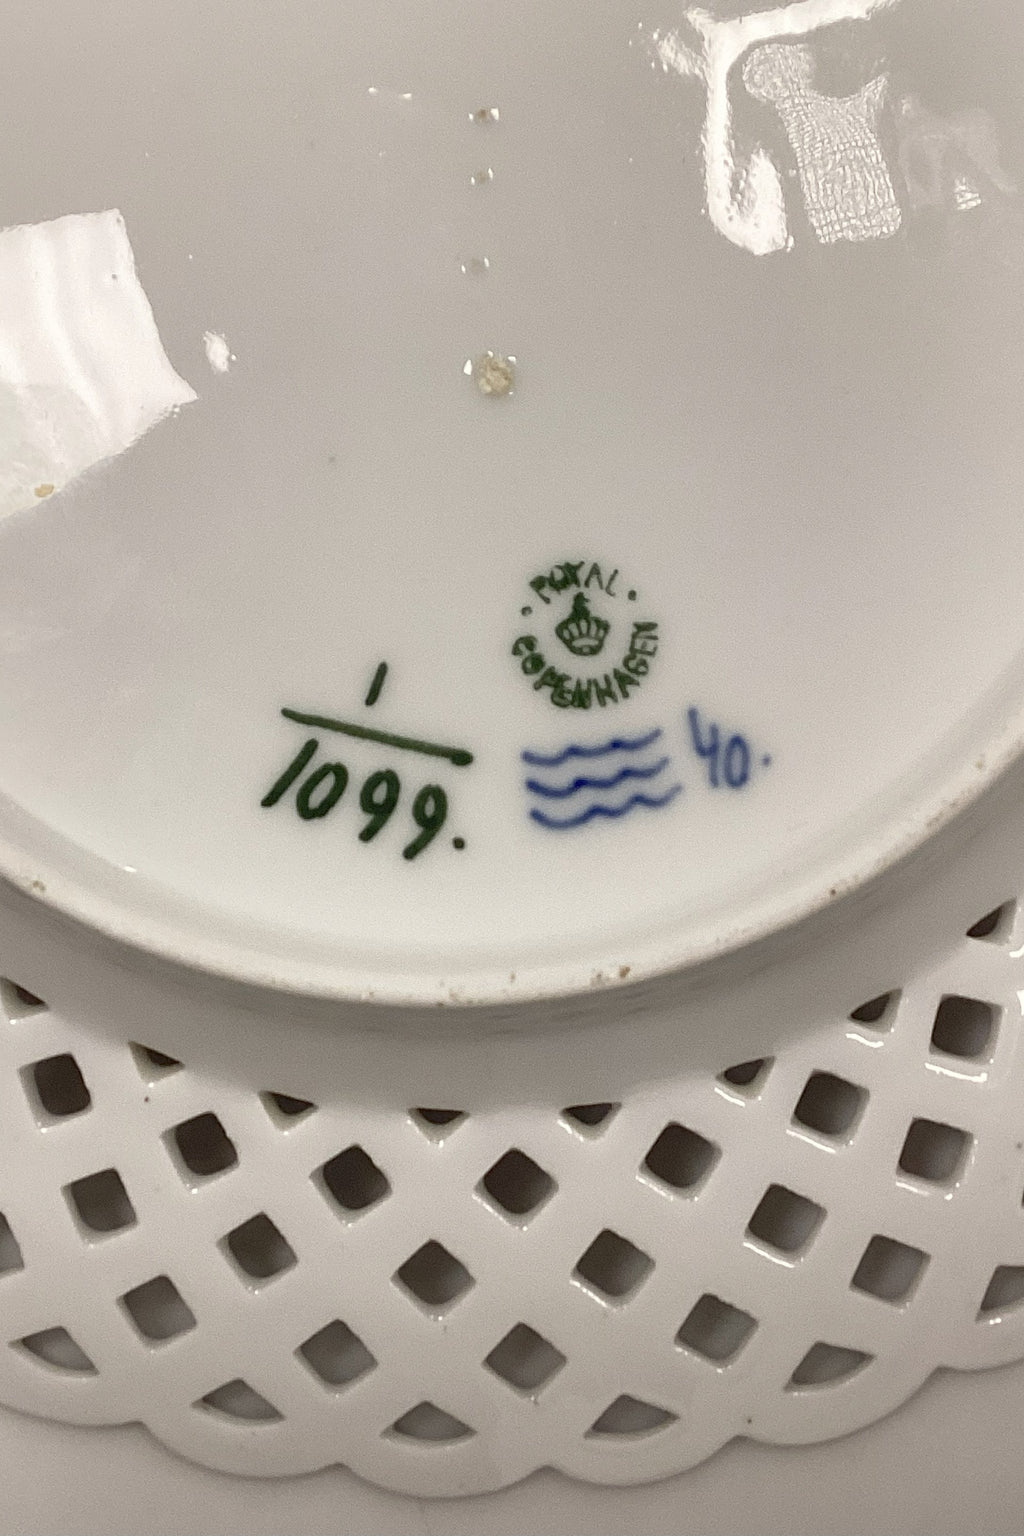 ROYAL
COPENHAGEN
1
1099.
40.